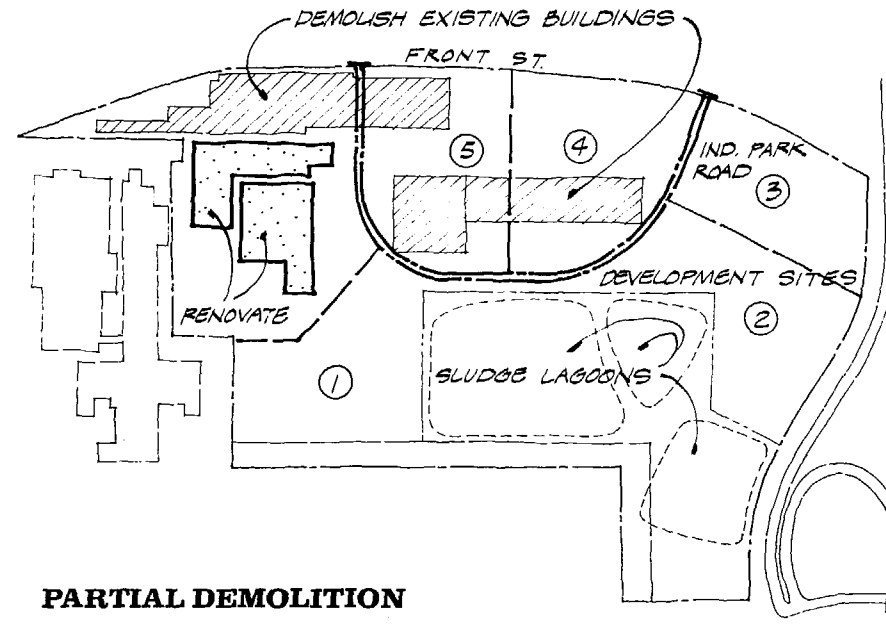 DEMOLISH EXISTING BUILDINGS
FRONT ST.
⑤
④
IND. PARK
ROAD
③
DEVELOPMENT SITES
②
RENOVATE
①
SLUDGE LAGOONS
PARTIAL DEMOLITION